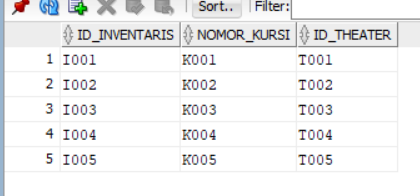 Sort.. Filter:
ID_INVENTARIS NOMOR_KURSI ID_THEATER
1 I001 K001 T001
2 I002 K002 T002
3 I003 K003 T003
4 I004 K004 T004
5 I005 K005 T005